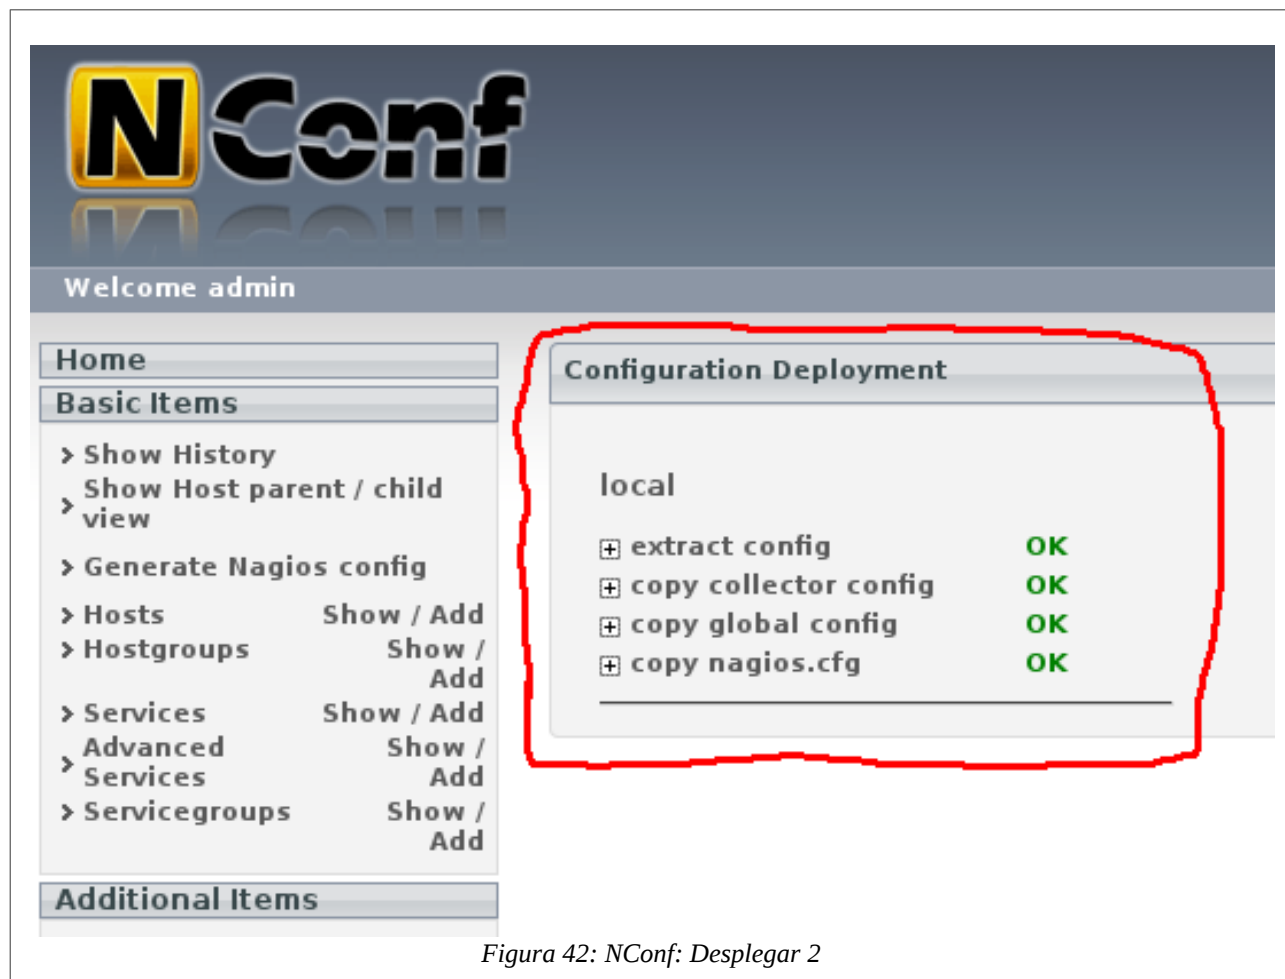 NConf
Welcome admin
Home
Basic Items
Show History
Show Host parent / child
view
Generate Nagios config
Hosts Show / Add
Hostgroups Show /
Add
Services Show / Add
Advanced Show /
Services Add
Servicegroups Show /
Add
Additional Items
Configuration Deployment
local
extract config OK
copy collector config OK
copy global config OK
copy nagios.cfg OK
Figura 42: NConf: Desplegar 2